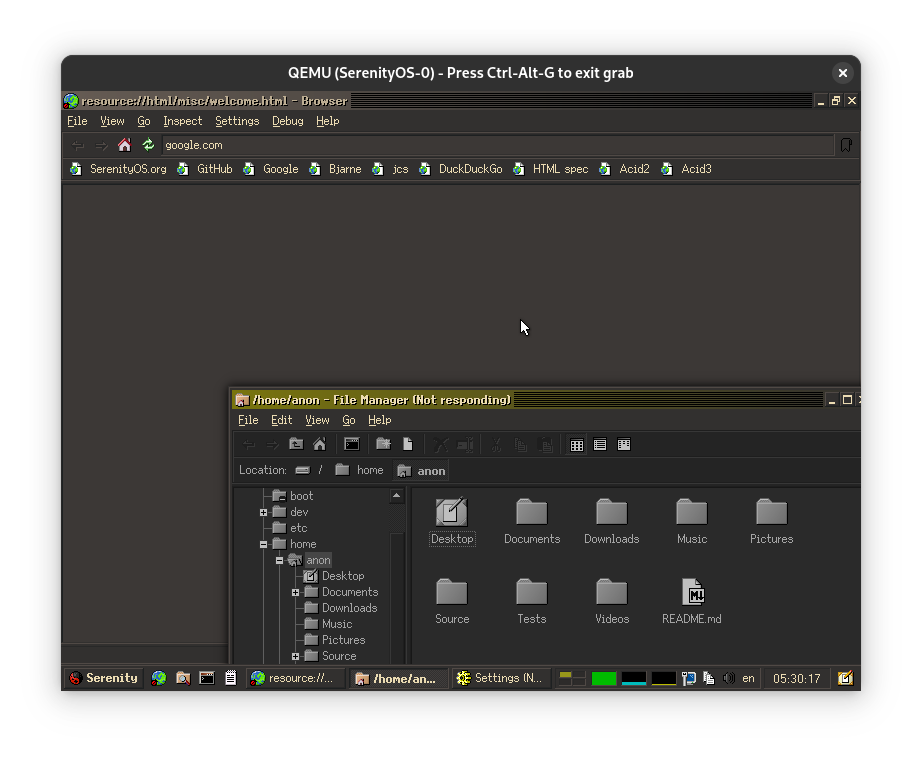 QEMU (SerenityOS-0) - Press Ctrl-Alt-G to exit grab
resource://html/misc/welcome.html - Browser
File View Go Inspect Settings Debug Help
google.com
SerenityOS.org GitHub Google Bjarne jcs DuckDuckGo HTML spec Acid2 Acid3
/home/anon - File Manager (Not responding)
File Edit View Go Help
Location: / home anon
boot
dev
etc
home
anon
Desktop
Documents
Downloads
Music
Pictures
Source
Desktop Documents Downloads Music Pictures
Source Tests Videos README.md
Serenity resource://... /home/an... Settings (N... en 05:30:17